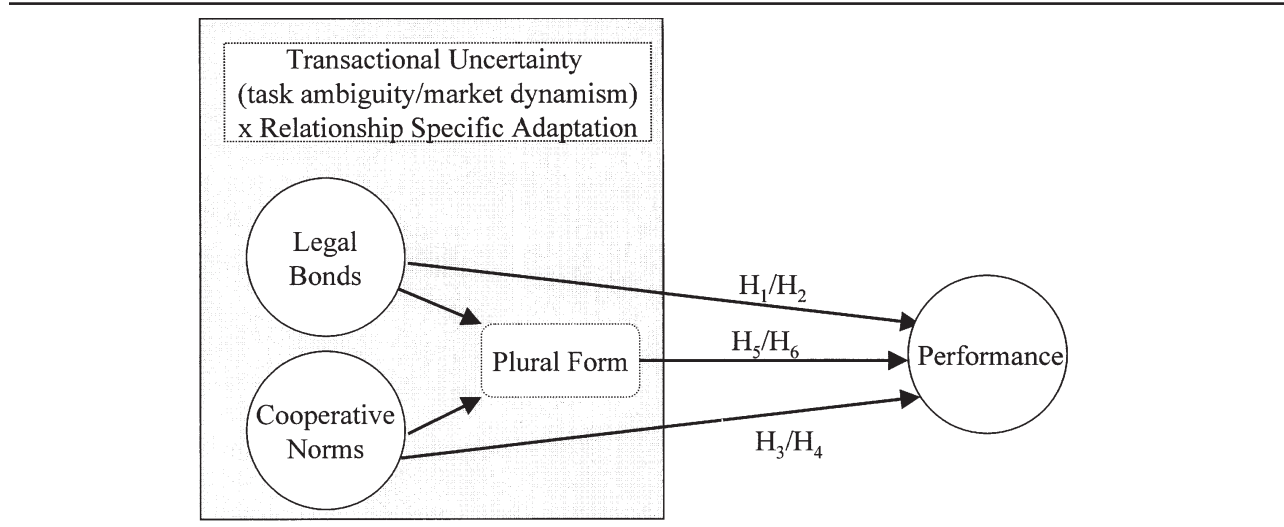 Transactional Uncertainty
(task ambiguity/market dynamism)
x Relationship Specific Adaptation
Legal
Bonds
H₁/H₂
Plural Form
H₅/H₆
Performance
Cooperative
Norms
H₃/H₄